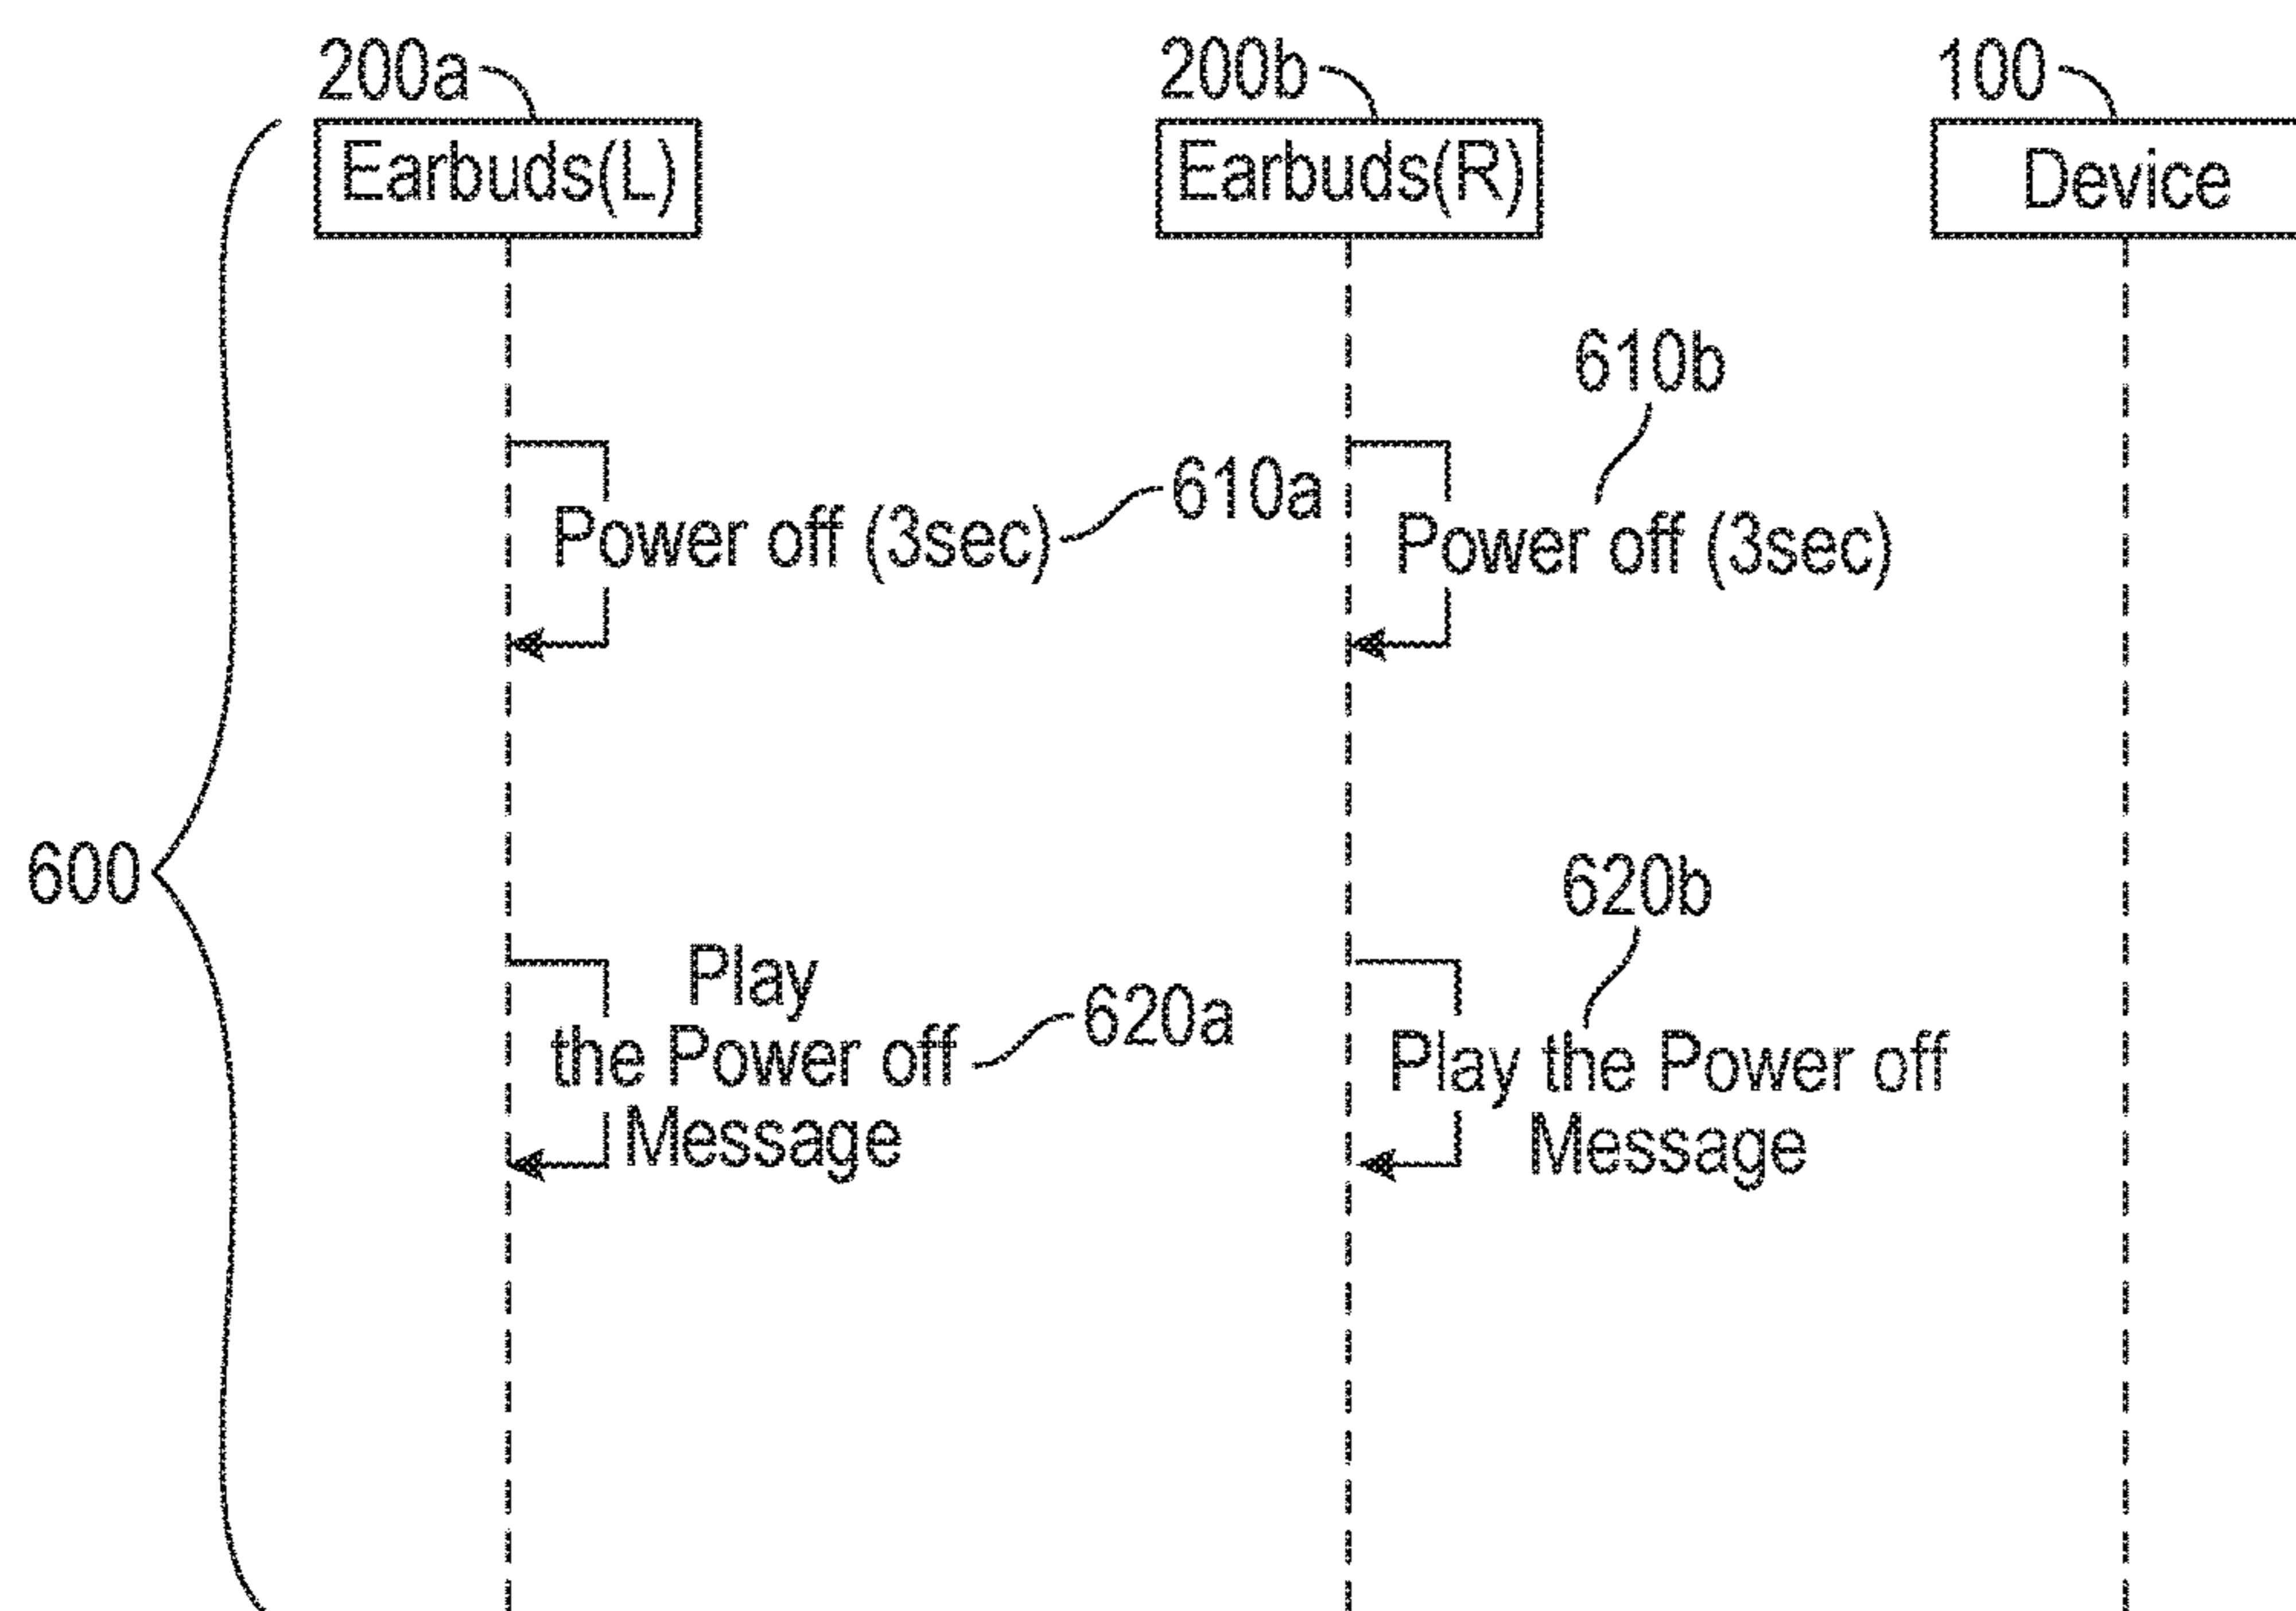 200a
200b
100
Earbuds(L)
Earbuds(R)
Device
610b
610a
Power off (3sec)
Power off (3sec)
600
620b
Play
the Power off
Message
620a
Play the Power off
Message